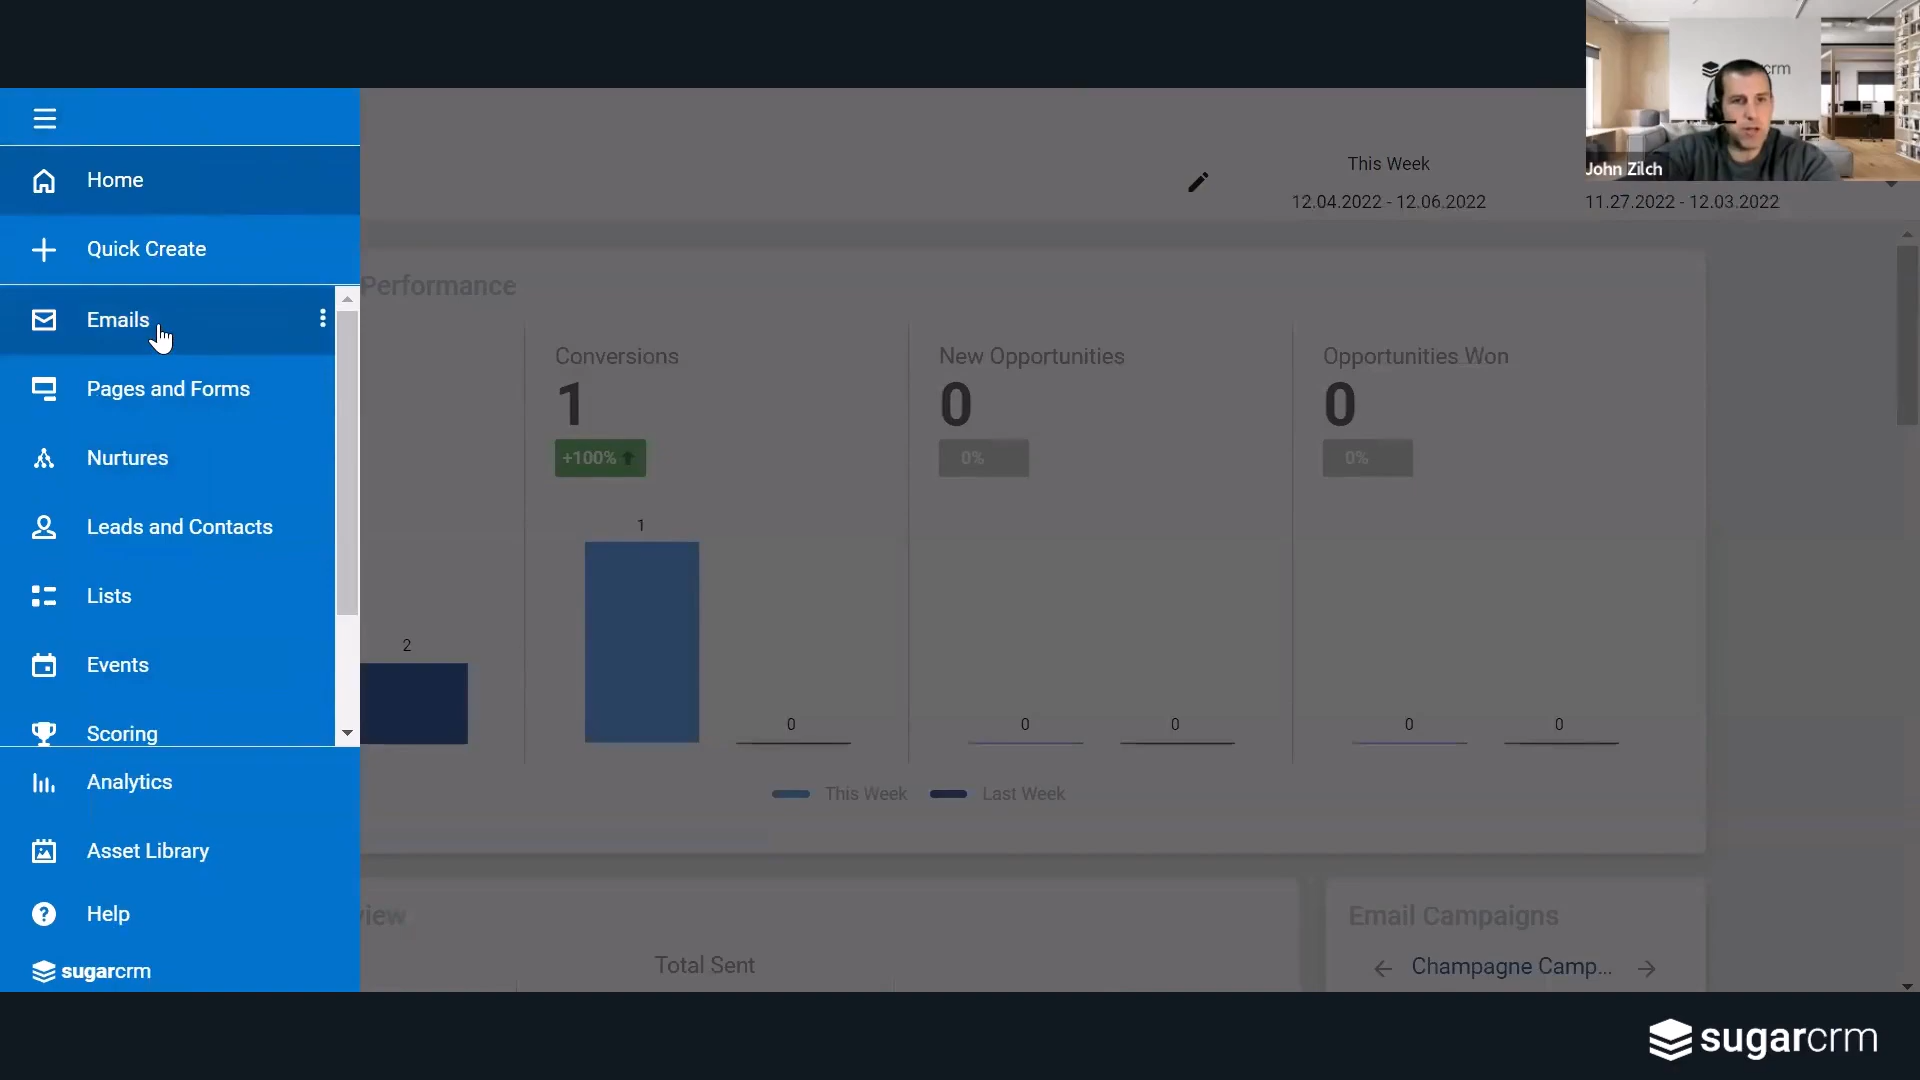 crm
John Zilch
Home
Quick Create
Emails
Pages and Forms
Nurtures
Leads and Contacts
Lists
Events
Scoring
Analytics
Asset Library
Help
sugarcrm
This Week
12.04.2022 - 12.06.2022
11.27.2022 - 12.03.2022
Performance
2
Conversions
1
+100%
1
0
New Opportunities
0
0%
0
0
Opportunities Won
0
0%
0
0
This Week
Last Week
view
Total Sent
Email Campaigns
Champagne Camp...
sugarcrm